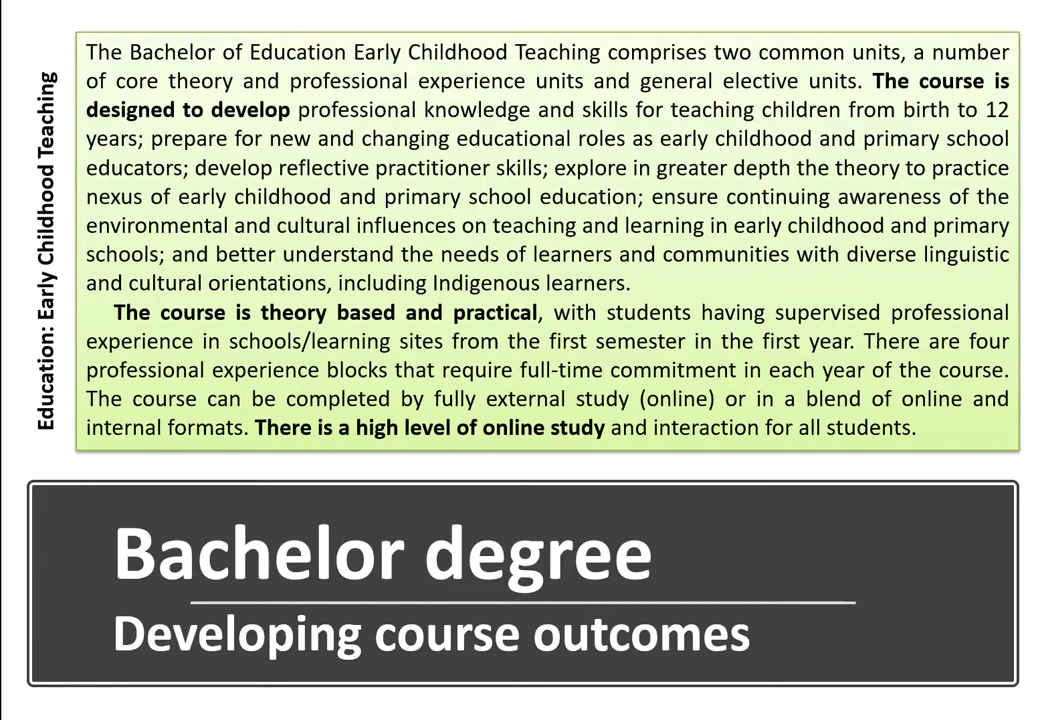 Education: Early Childhood Teaching
The Bachelor of Education Early Childhood Teaching comprises two common units, a number
of core theory and professional experience units and general elective units. The course is
designed to develop professional knowledge and skills for teaching children from birth to 12
years; prepare for new and changing educational roles as early childhood and primary school
educators; develop reflective practitioner skills; explore in greater depth the theory to practice
nexus of early childhood and primary school education; ensure continuing awareness of the
environmental and cultural influences on teaching and learning in early childhood and primary
schools; and better understand the needs of learners and communities with diverse linguistic
and cultural orientations, including Indigenous learners.
The course is theory based and practical, with students having supervised professional
experience in schools/learning sites from the first semester in the first year. There are four
professional experience blocks that require full-time commitment in each year of the course.
The course can be completed by fully external study (online) or in a blend of online and
internal formats. There is a high level of online study and interaction for all students.
Bachelor degree
Developing course outcomes